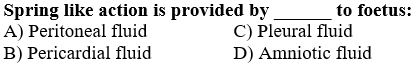 Spring like action is provided by ______ to foetus:
A) Peritoneal fluid C) Pleural fluid
B) Pericardial fluid D) Amniotic fluid